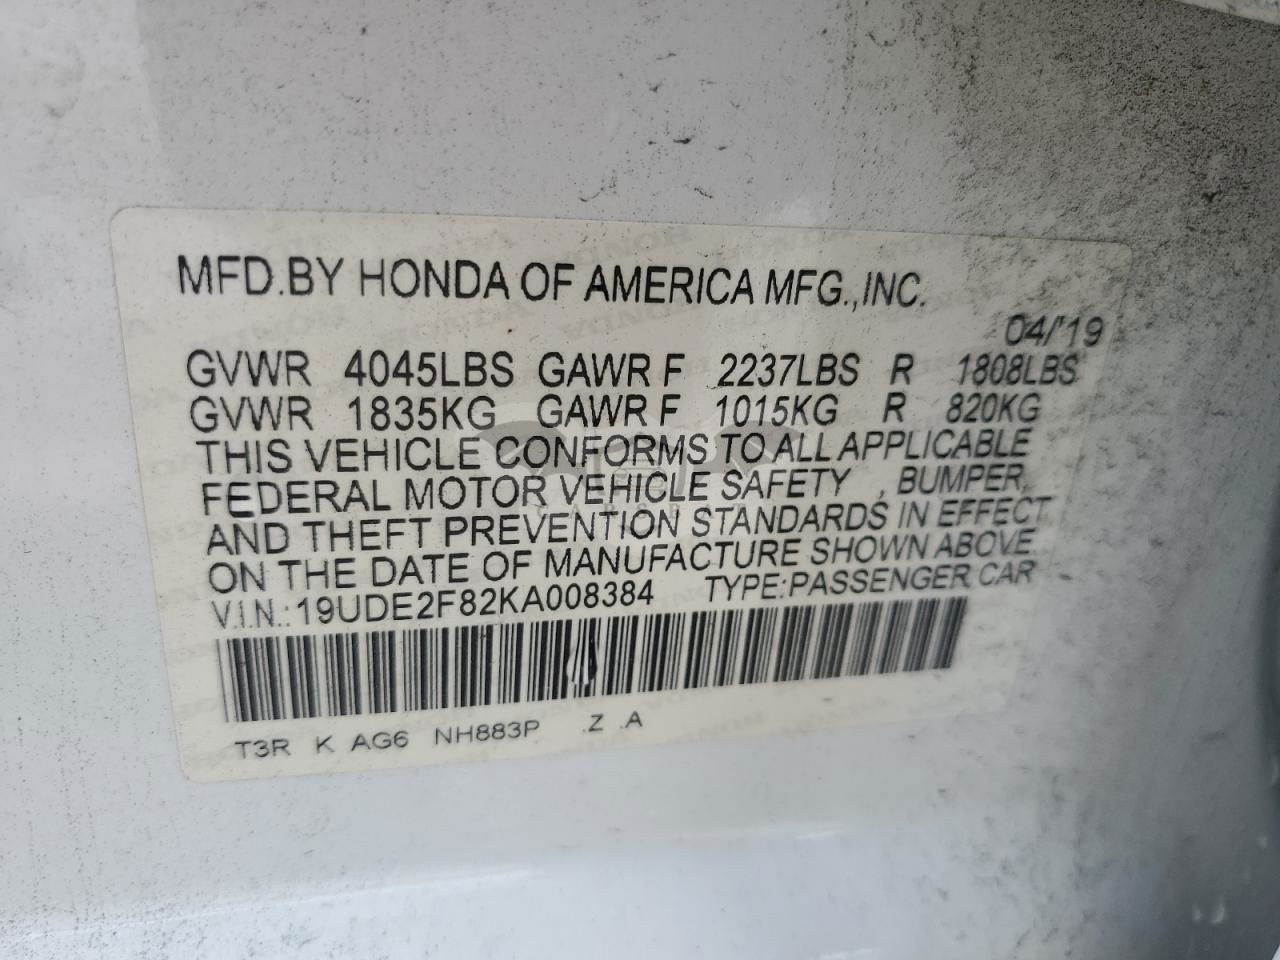 MFD.BY HONDA OF AMERICA MFG.,INC.
04/'19
GVWR 4045LBS GAWR F 2237LBS R 1808LBS
GVWR 1835KG GAWR F 1015KG R 820KG
THIS VEHICLE CONFORMS TO ALL APPLICABLE
FEDERAL MOTOR VEHICLE SAFETY , BUMPER,
AND THEFT PREVENTION STANDARDS IN EFFECT
ON THE DATE OF MANUFACTURE SHOWN ABOVE.
V.I.N.:19UDE2F82KA008384 TYPE:PASSENGER CAR
T3R K AG6 NH883P .Z .A